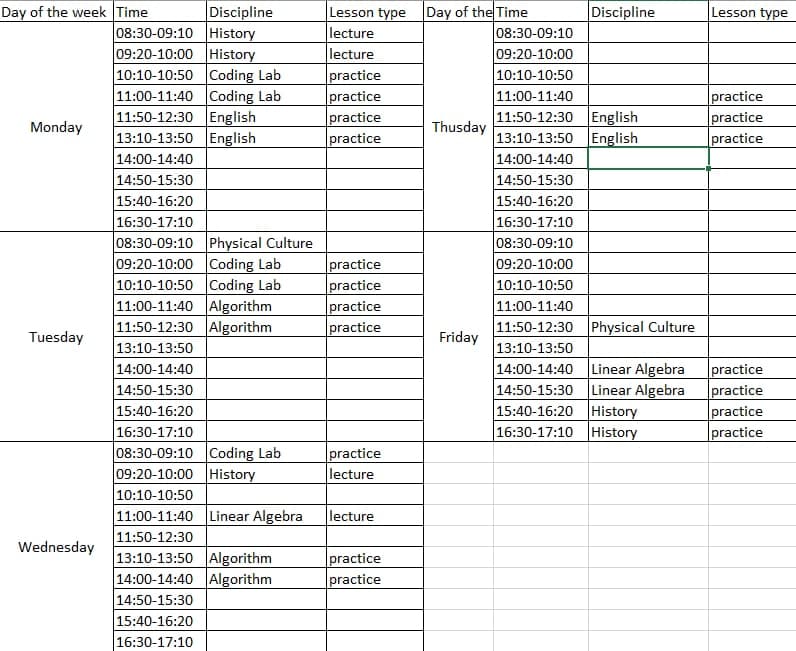 Day of the week Time Discipline Lesson type Day of the Time Discipline Lesson type
08:30-09:10 History lecture 08:30-09:10
09:20-10:00 History lecture 09:20-10:00
10:10-10:50 Coding Lab practice 10:10-10:50
11:00-11:40 Coding Lab practice 11:00-11:40 practice
Monday 11:50-12:30 English practice Thusday 11:50-12:30 English practice
13:10-13:50 English practice 13:10-13:50 English practice
14:00-14:40 14:00-14:40
14:50-15:30 14:50-15:30
15:40-16:20 15:40-16:20
16:30-17:10 16:30-17:10
08:30-09:10 Physical Culture 08:30-09:10
09:20-10:00 Coding Lab practice 09:20-10:00
10:10-10:50 Coding Lab practice 10:10-10:50
11:00-11:40 Algorithm practice 11:00-11:40
Tuesday 11:50-12:30 Algorithm practice Friday 11:50-12:30 Physical Culture
13:10-13:50 13:10-13:50
14:00-14:40 14:00-14:40 Linear Algebra practice
14:50-15:30 14:50-15:30 Linear Algebra practice
15:40-16:20 15:40-16:20 History practice
16:30-17:10 16:30-17:10 History practice
08:30-09:10 Coding Lab practice
09:20-10:00 History lecture
10:10-10:50
11:00-11:40 Linear Algebra lecture
Wednesday 11:50-12:30
13:10-13:50 Algorithm practice
14:00-14:40 Algorithm practice
14:50-15:30
15:40-16:20
16:30-17:10